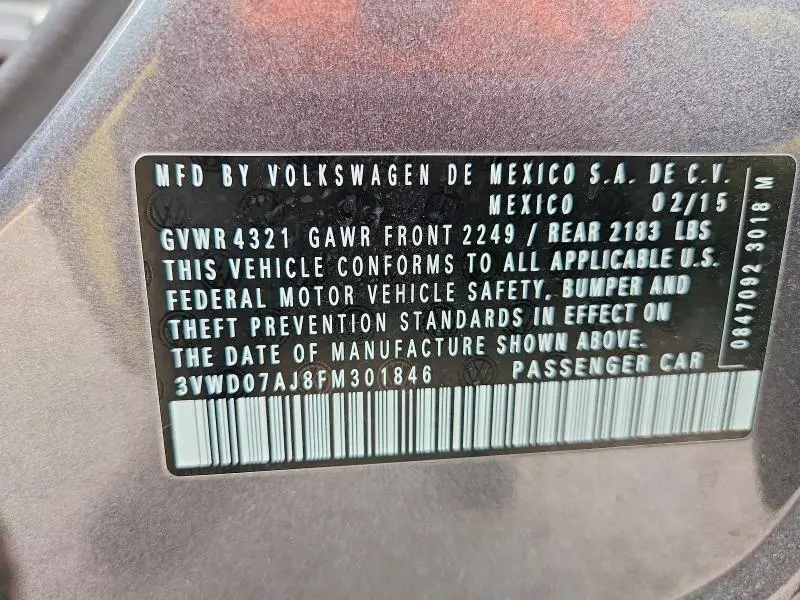 MFD BY VOLKSWAGEN DE MEXICO S.A. DE C.V.
MEXICO 02/15
GVWR 4321 GAWR FRONT 2249 / REAR 2183 LBS
THIS VEHICLE CONFORMS TO ALL APPLICABLE U.S.
FEDERAL MOTOR VEHICLE SAFETY, BUMPER AND
THEFT PREVENTION STANDARDS IN EFFECT ON
THE DATE OF MANUFACTURE SHOWN ABOVE.
3VWD07AJ8FM301846 PASSENGER CAR
0847092 3018 M